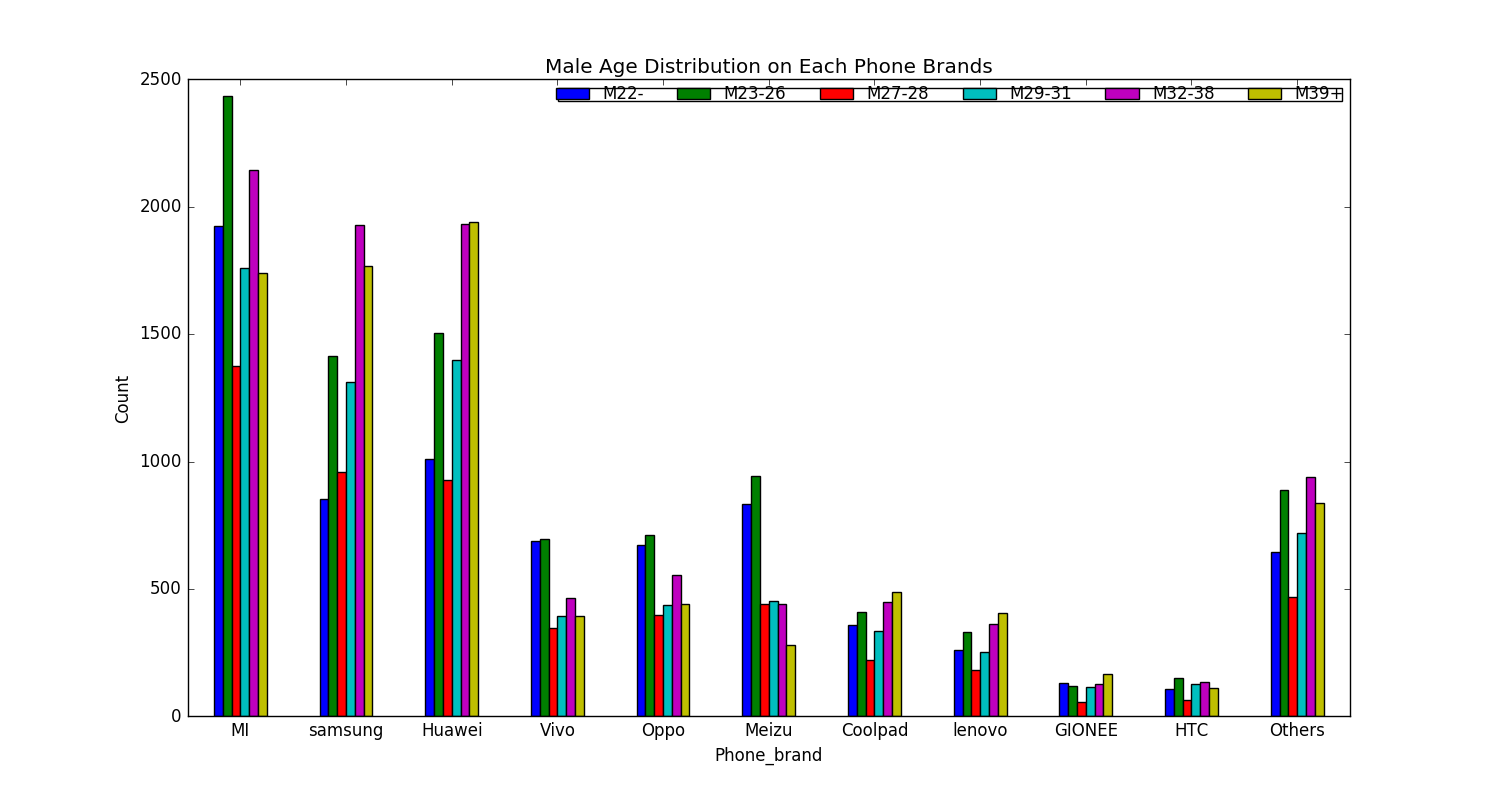 Male Age Distribution on Each Phone Brands
M22- M23-26 M27-28 M29-31 M32-38 M39+
2500
2000
1500
1000
500
0
Count
MI samsung Huawei Vivo Oppo Meizu Coolpad lenovo GIONEE HTC Others
Phone_brand